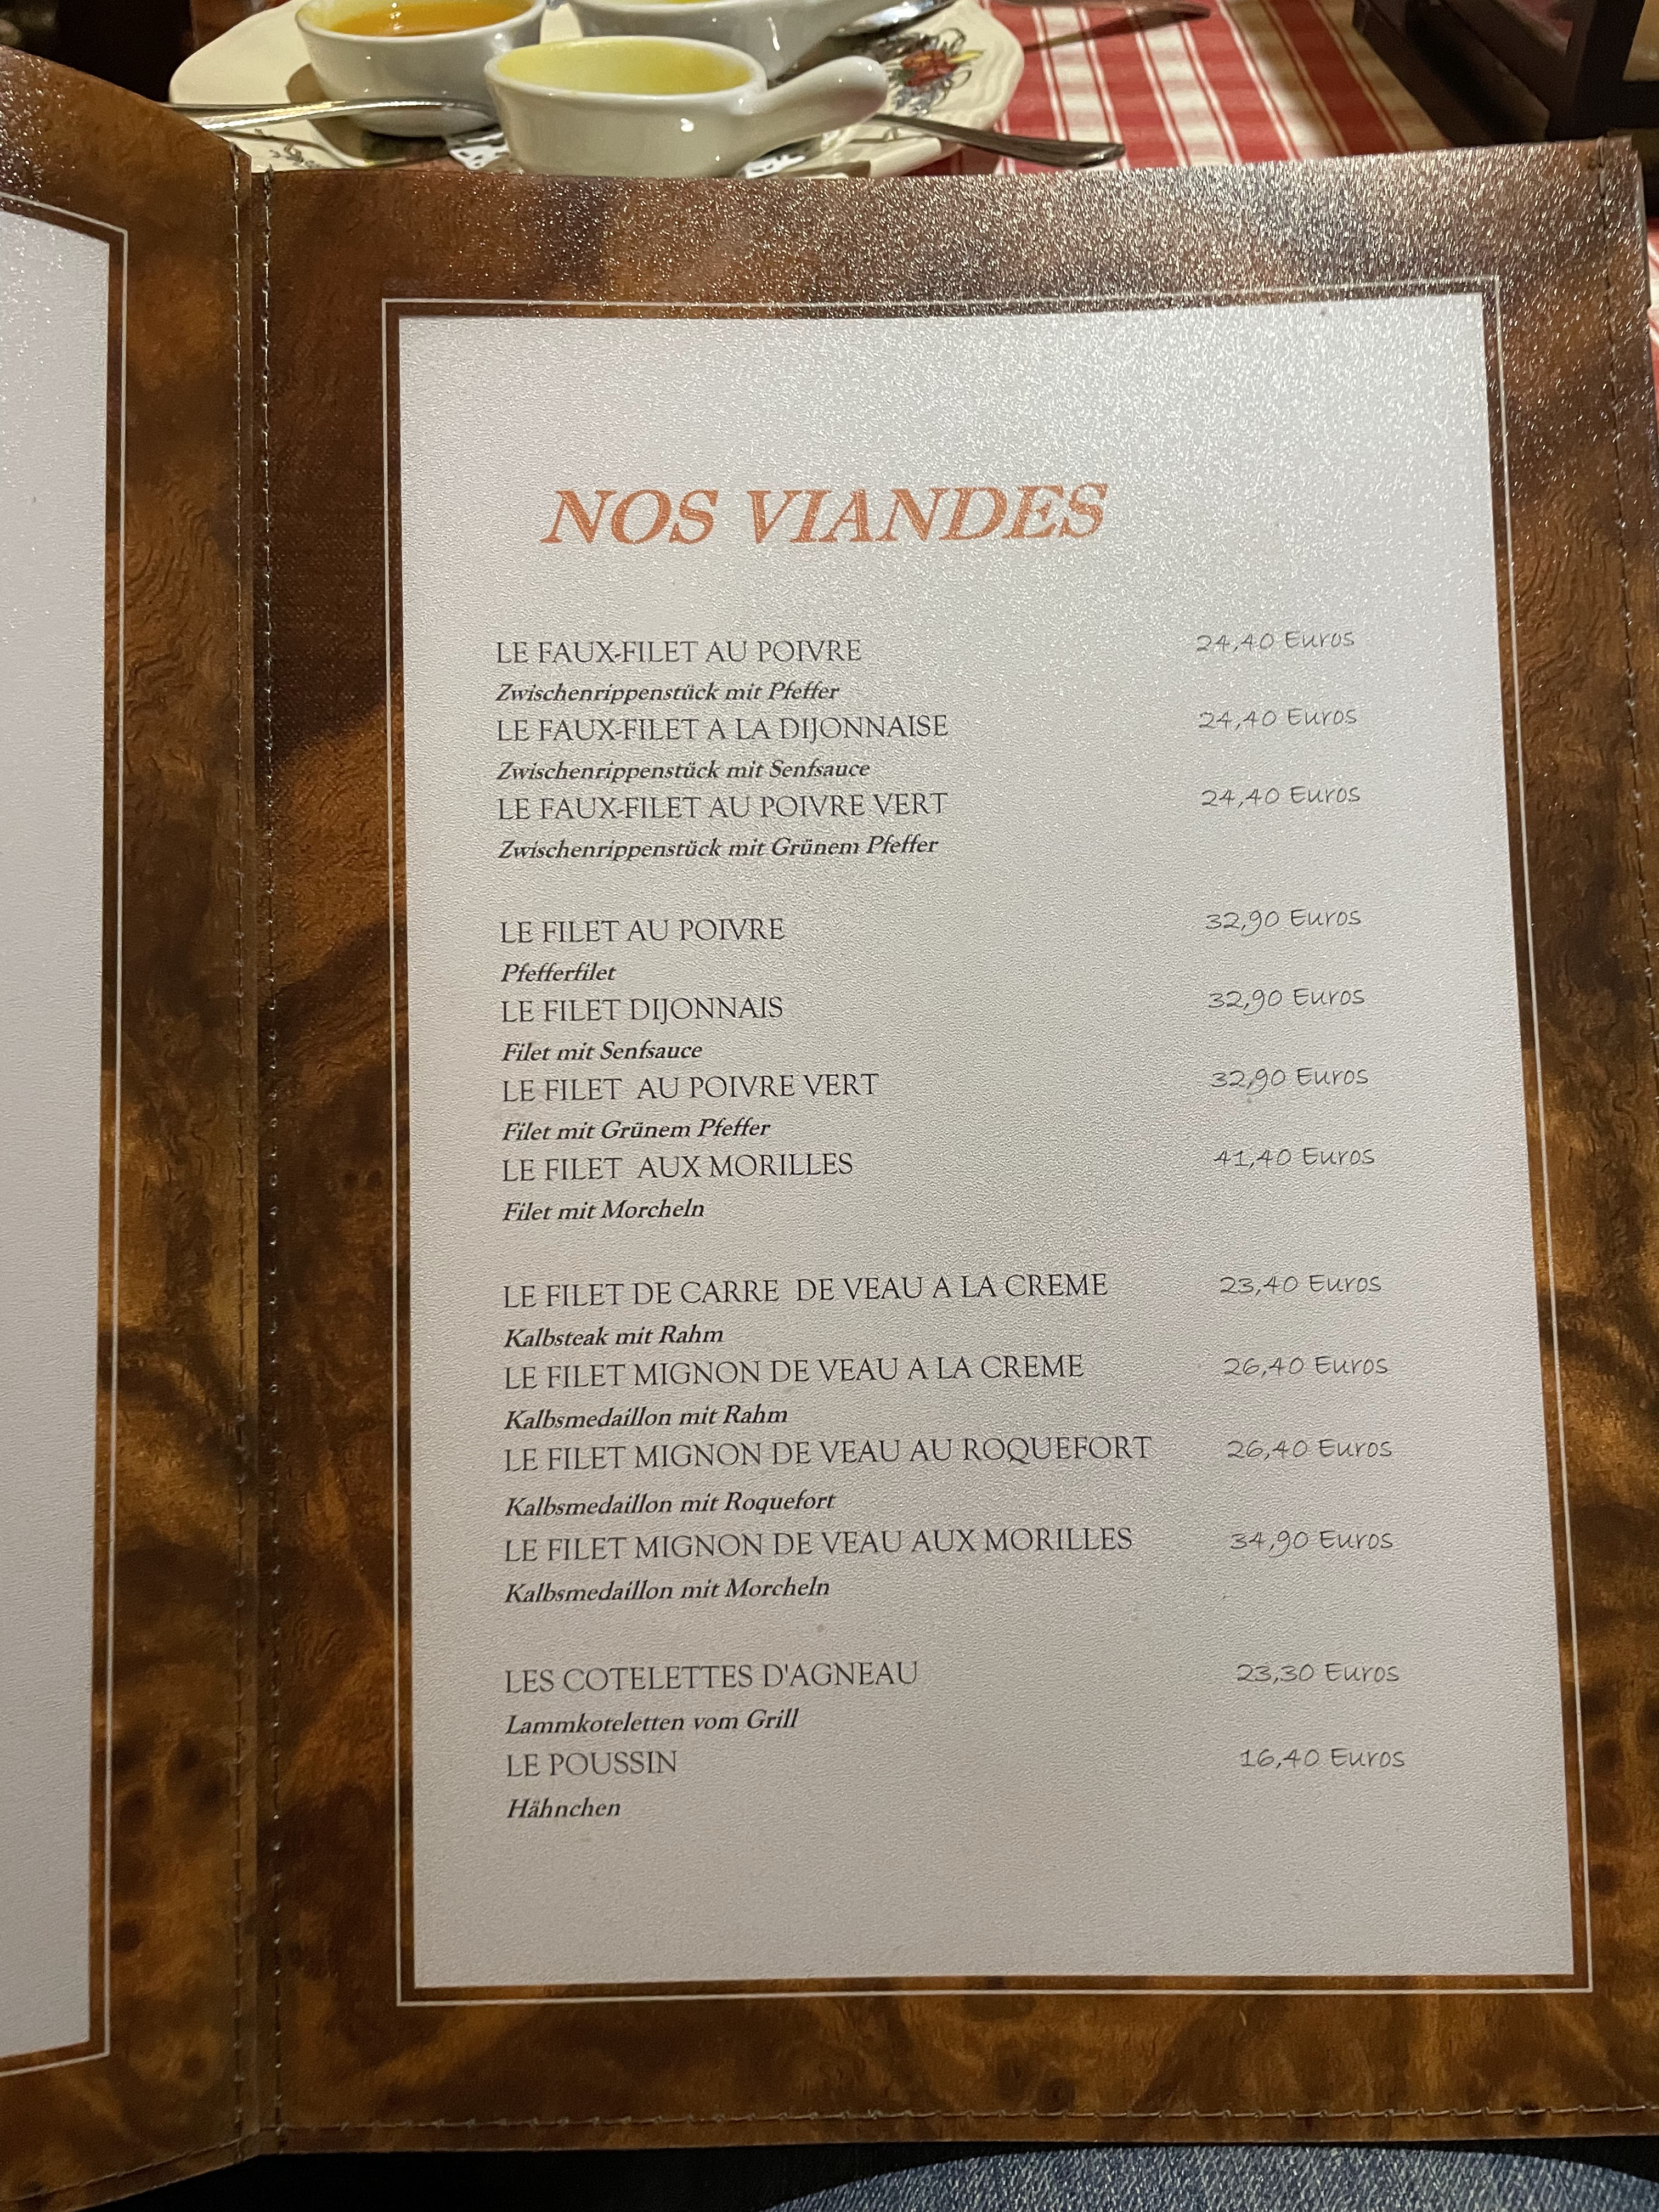 NOS VIANDES
LE FAUX-FILET AU POIVRE 24,40 Euros
Zwischenrippenstück mit Pfeffer
LE FAUX-FILET A LA DIJONNAISE 24,40 Euros
Zwischenrippenstück mit Senfsauce
LE FAUX-FILET AU POIVRE VERT 24,40 Euros
Zwischenrippenstück mit Grünem Pfeffer
LE FILET AU POIVRE 32,90 Euros
Pfefferfilet
LE FILET DIJONNAIS 32,90 Euros
Filet mit Senfsauce
LE FILET AU POIVRE VERT 32,90 Euros
Filet mit Grünem Pfeffer
LE FILET AUX MORILLES 41,40 Euros
Filet mit Morcheln
LE FILET DE CARRE DE VEAU A LA CREME 23,40 Euros
Kalbsteak mit Rahm
LE FILET MIGNON DE VEAU A LA CREME 26,40 Euros
Kalbsmedaillon mit Rahm
LE FILET MIGNON DE VEAU AU ROQUEFORT 26,40 Euros
Kalbsmedaillon mit Roquefort
LE FILET MIGNON DE VEAU AUX MORILLES 34,90 Euros
Kalbsmedaillon mit Morcheln
LES COTELETTES D'AGNEAU 23,30 Euros
Lammkoteletten vom Grill
LE POUSSIN 16,40 Euros
Hähnchen